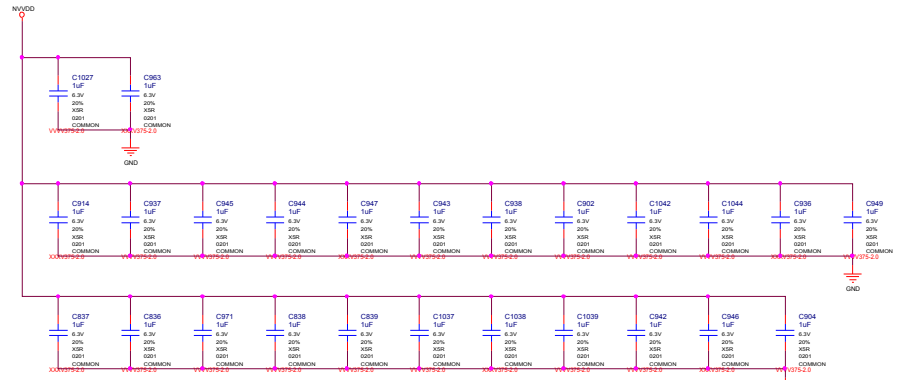 NVVDD
C1027
1uF
6.3V
20%
X5R
0201
COMMON
C963
1uF
6.3V
20%
X5R
0201
COMMON
GND
C914
1uF
6.3V
20%
X5R
0201
COMMON
C937
1uF
6.3V
20%
X5R
0201
COMMON
C945
1uF
6.3V
20%
X5R
0201
COMMON
C944
1uF
6.3V
20%
X5R
0201
COMMON
C947
1uF
6.3V
20%
X5R
0201
COMMON
C943
1uF
6.3V
20%
X5R
0201
COMMON
C938
1uF
6.3V
20%
X5R
0201
COMMON
C902
1uF
6.3V
20%
X5R
0201
COMMON
C1042
1uF
6.3V
20%
X5R
0201
COMMON
C1044
1uF
6.3V
20%
X5R
0201
COMMON
C936
1uF
6.3V
20%
X5R
0201
COMMON
C949
1uF
6.3V
20%
X5R
0201
COMMON
GND
C837
1uF
6.3V
20%
X5R
0201
COMMON
C836
1uF
6.3V
20%
X5R
0201
COMMON
C971
1uF
6.3V
20%
X5R
0201
COMMON
C838
1uF
6.3V
20%
X5R
0201
COMMON
C839
1uF
6.3V
20%
X5R
0201
COMMON
C1037
1uF
6.3V
20%
X5R
0201
COMMON
C1038
1uF
6.3V
20%
X5R
0201
COMMON
C1039
1uF
6.3V
20%
X5R
0201
COMMON
C942
1uF
6.3V
20%
X5R
0201
COMMON
C946
1uF
6.3V
20%
X5R
0201
COMMON
C904
1uF
6.3V
20%
X5R
0201
COMMON